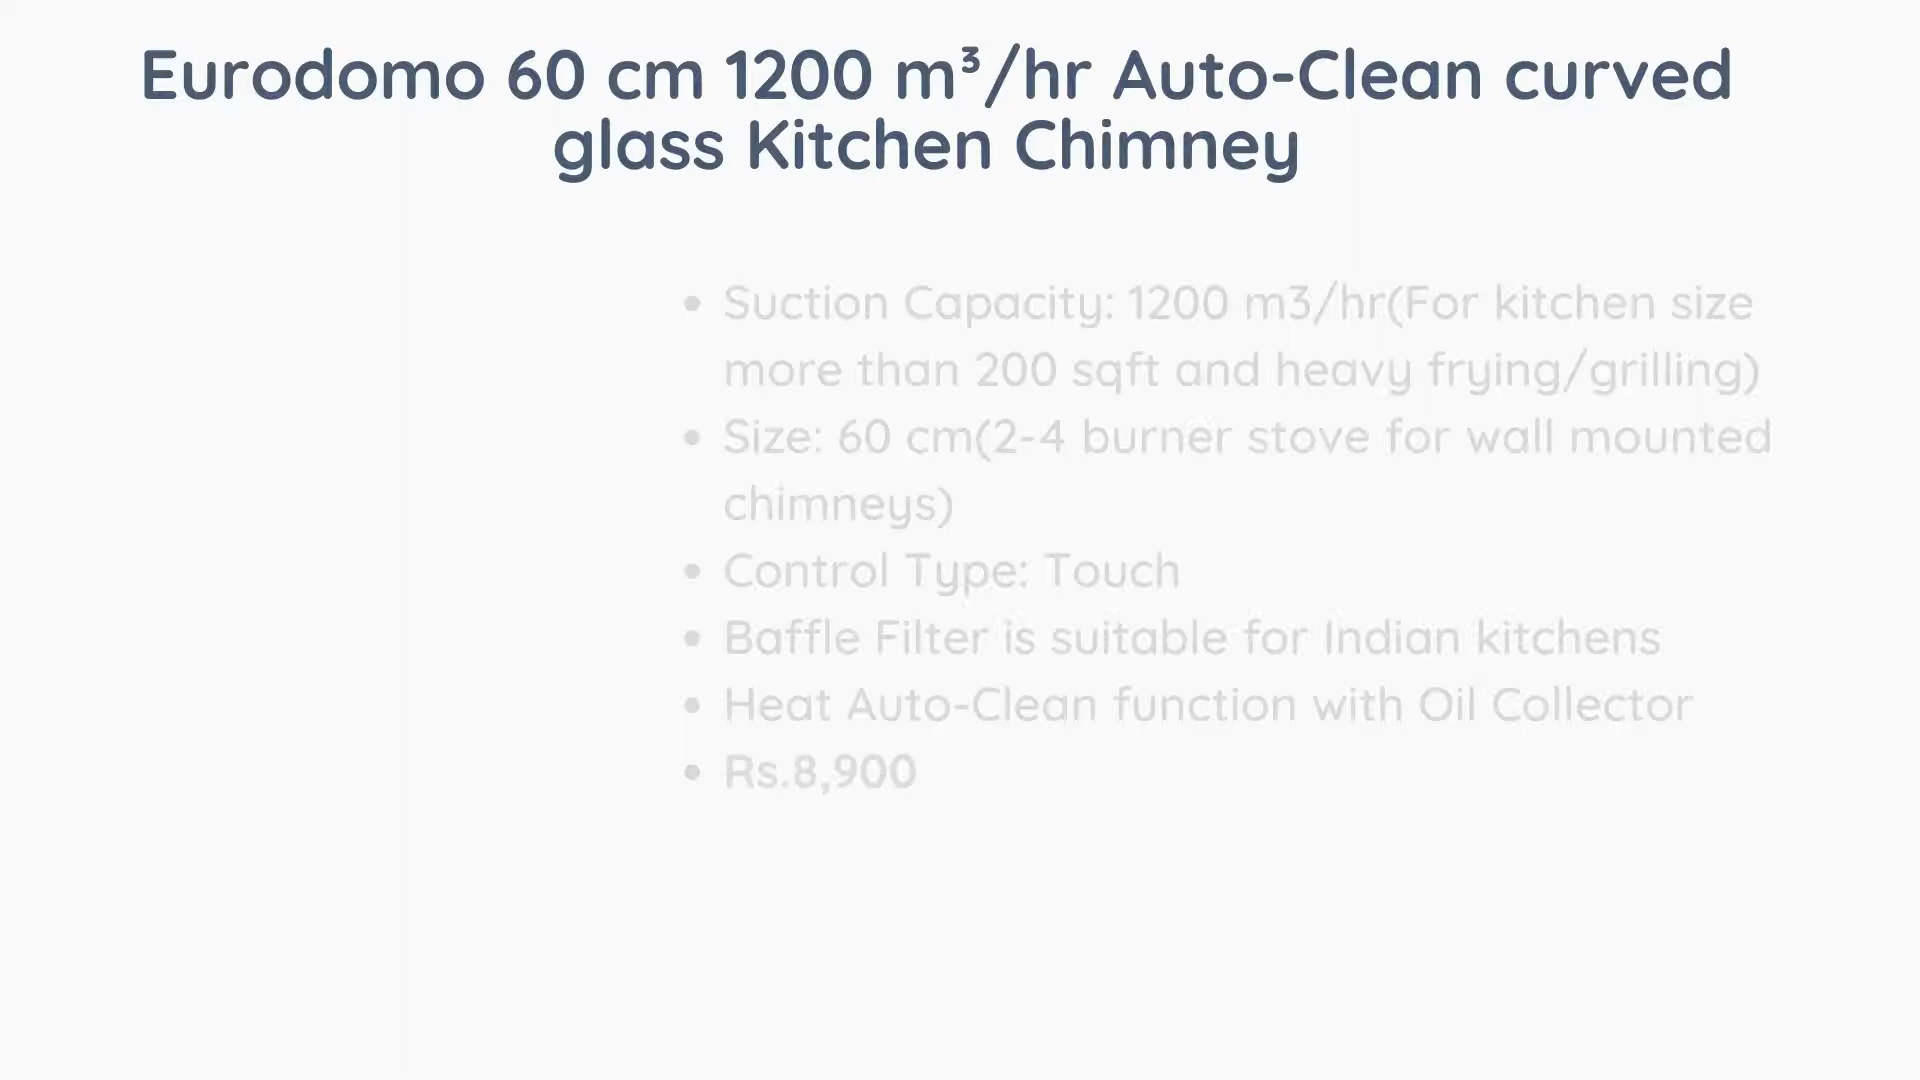 Eurodomo 60 cm 1200 m³/hr Auto-Clean curved
glass Kitchen Chimney
• Suction Capacity: 1200 m3/hr(For kitchen size
more than 200 sqft and heavy frying/grilling)
• Size: 60 cm(2-4 burner stove for wall mounted
chimneys)
• Control Type: Touch
• Baffle Filter is suitable for Indian kitchens
• Heat Auto-Clean function with Oil Collector
• Rs.8,900